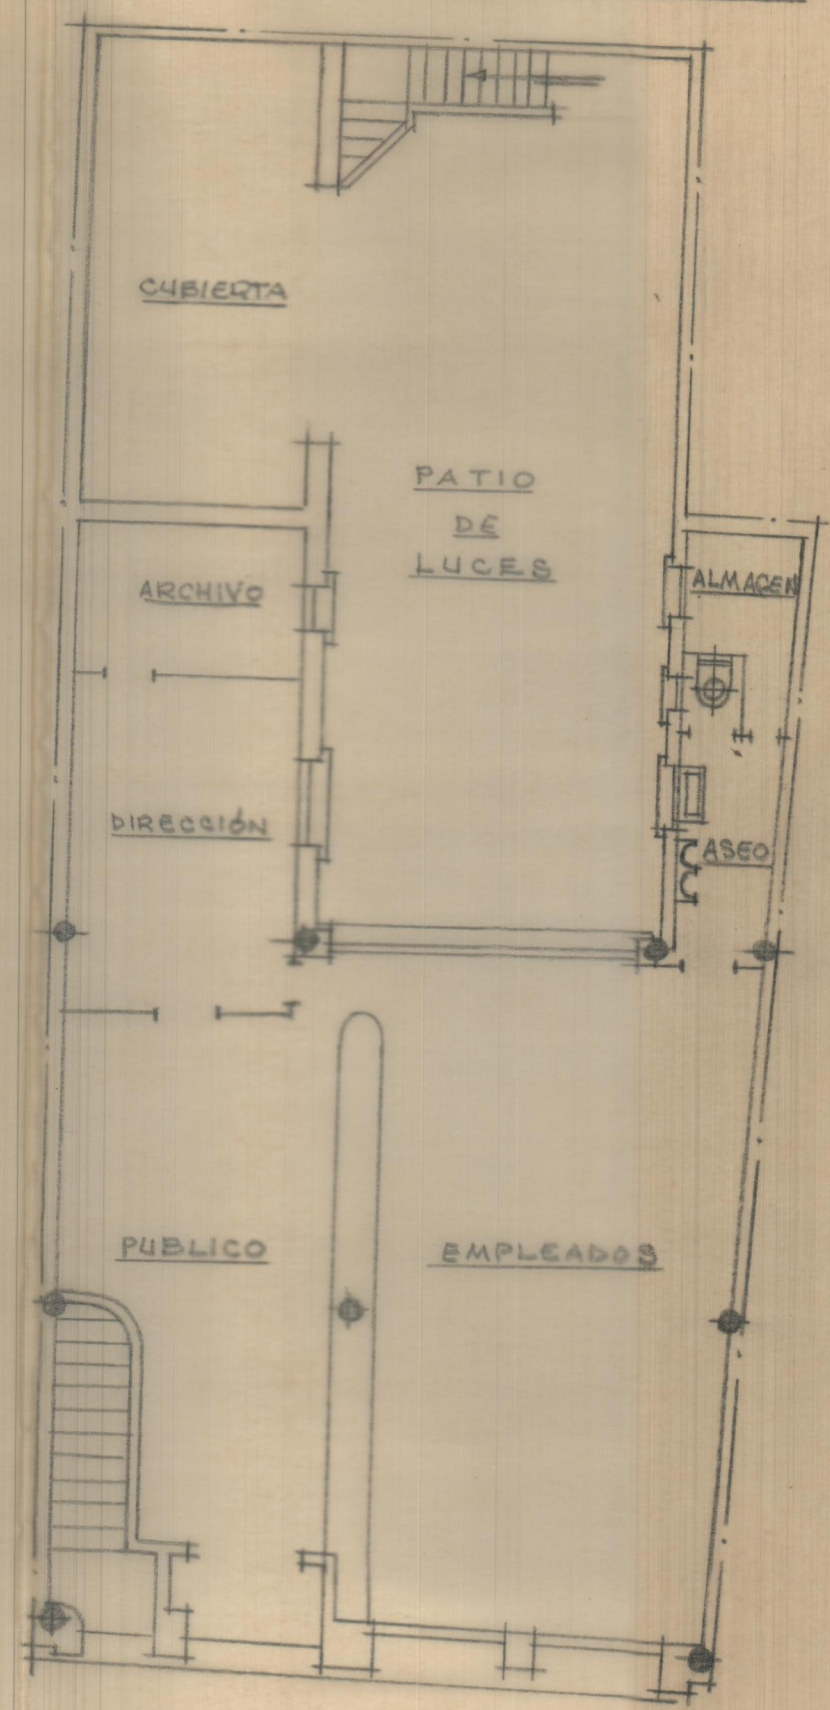 CUBIERTA
PATIO
DE
LUCES
ARCHIVO
ALMACEN
DIRECCIÓN
ASEO
PUBLICO
EMPLEADOS